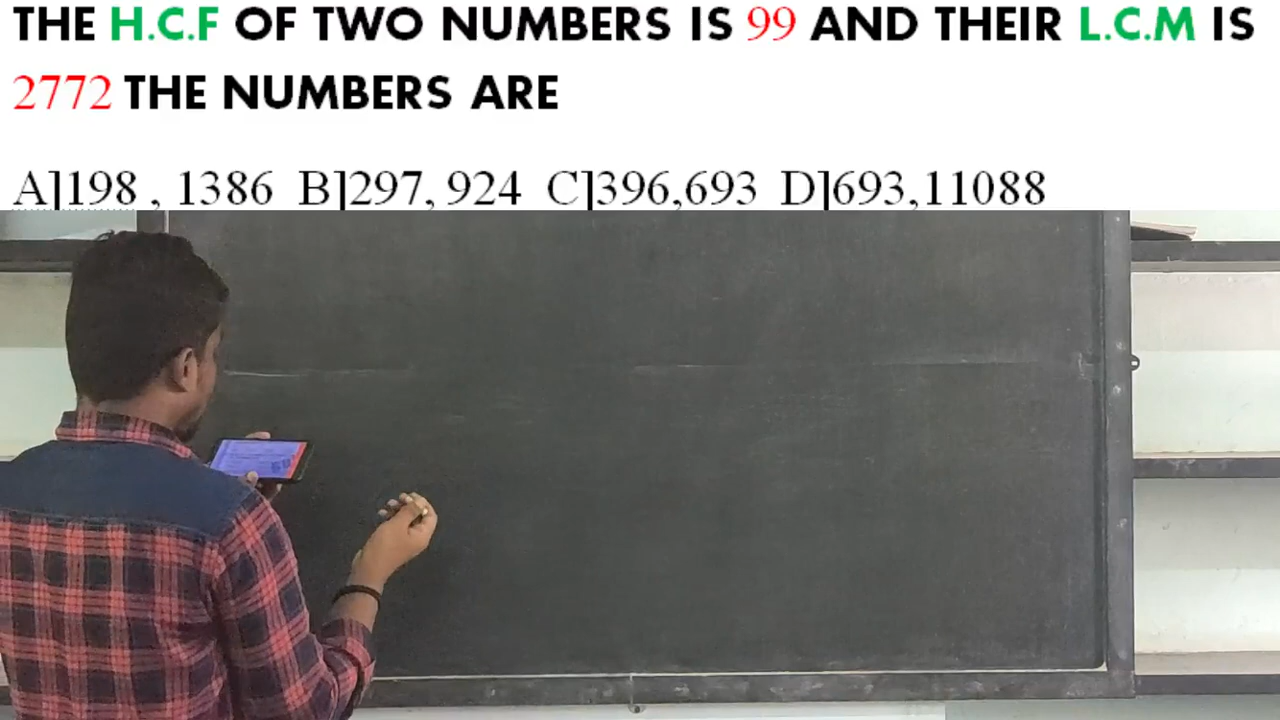 THE H.C.F OF TWO NUMBERS IS 99 AND THEIR L.C.M IS
2772 THE NUMBERS ARE
A]198 , 1386 B]297, 924 C]396,693 D]693,11088